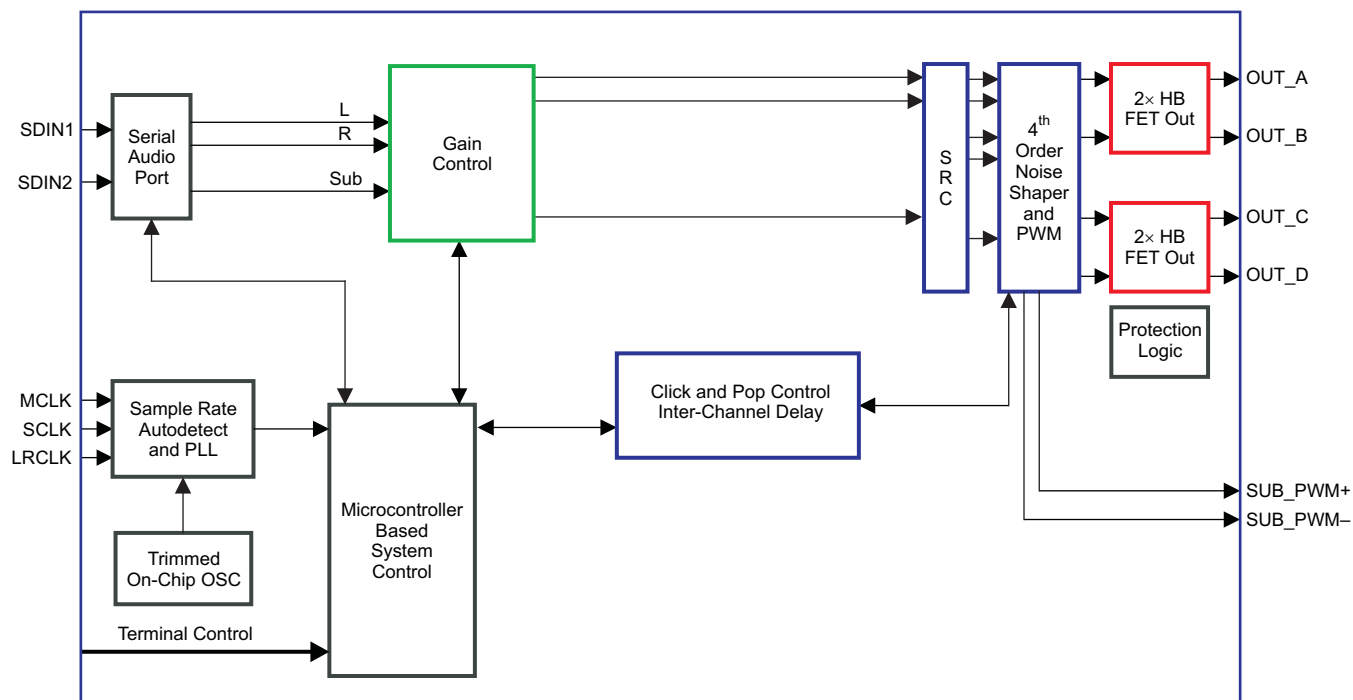 SDIN1
SDIN2
Serial
Audio
Port
L
R
Sub
Gain
Control
S
R
C
4th
Order
Noise
Shaper
and
PWM
2× HB
FET Out
OUT_A
OUT_B
2× HB
FET Out
OUT_C
OUT_D
Protection
Logic
MCLK
SCLK
LRCLK
Sample Rate
Autodetect
and PLL
Click and Pop Control
Inter-Channel Delay
Microcontroller
Based
System
Control
SUB_PWM+
SUB_PWM–
Trimmed
On-Chip OSC
Terminal Control